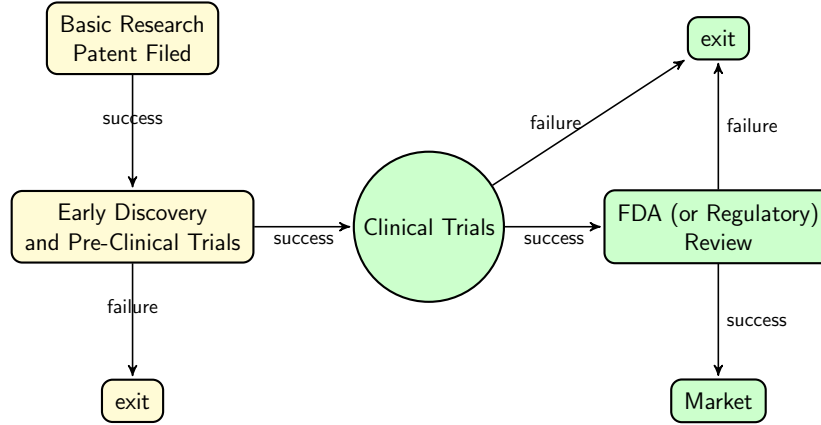 Basic Research
Patent Filed
exit
success
failure
failure
Early Discovery
and Pre-Clinical Trials
success
Clinical Trials
success
FDA (or Regulatory)
Review
failure
success
exit
Market